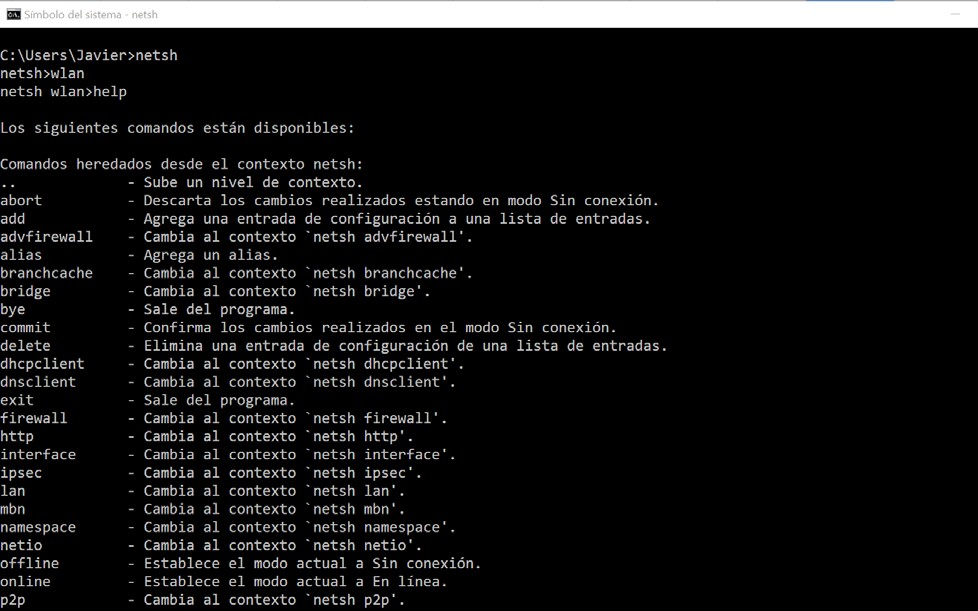 Símbolo del sistema - netsh
C:\Users\Javier>netsh
netsh>wlan
netsh wlan>help
Los siguientes comandos están disponibles:
Comandos heredados desde el contexto netsh:
..             - Sube un nivel de contexto.
abort          - Descarta los cambios realizados estando en modo Sin conexión.
add            - Agrega una entrada de configuración a una lista de entradas.
advfirewall    - Cambia al contexto `netsh advfirewall'.
alias          - Agrega un alias.
branchcache    - Cambia al contexto `netsh branchcache'.
bridge         - Cambia al contexto `netsh bridge'.
bye            - Sale del programa.
commit         - Confirma los cambios realizados en el modo Sin conexión.
delete         - Elimina una entrada de configuración de una lista de entradas.
dhcpclient     - Cambia al contexto `netsh dhcpclient'.
dnsclient      - Cambia al contexto `netsh dnsclient'.
exit           - Sale del programa.
firewall       - Cambia al contexto `netsh firewall'.
http           - Cambia al contexto `netsh http'.
interface      - Cambia al contexto `netsh interface'.
ipsec          - Cambia al contexto `netsh ipsec'.
lan            - Cambia al contexto `netsh lan'.
mbn            - Cambia al contexto `netsh mbn'.
namespace      - Cambia al contexto `netsh namespace'.
netio          - Cambia al contexto `netsh netio'.
offline        - Establece el modo actual a Sin conexión.
online         - Establece el modo actual a En línea.
p2p            - Cambia al contexto `netsh p2p'.